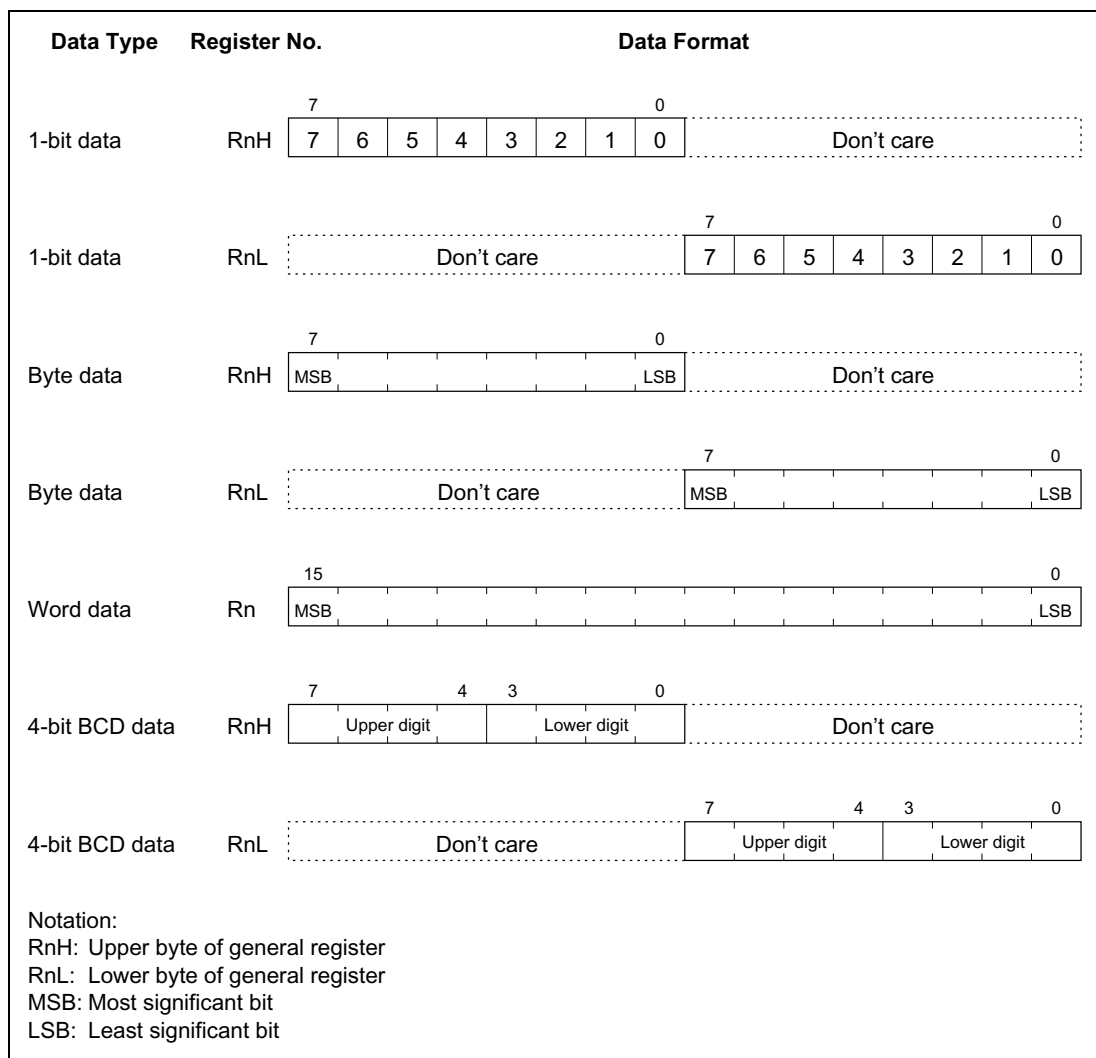 Data Type Register No. Data Format
7 0
1-bit data RnH 7 6 5 4 3 2 1 0 Don't care
7 0
1-bit data RnL Don't care 7 6 5 4 3 2 1 0
7 0
Byte data RnH MSB LSB Don't care
7 0
Byte data RnL Don't care MSB LSB
15 0
Word data Rn MSB LSB
7 4 3 0
4-bit BCD data RnH Upper digit Lower digit Don't care
7 4 3 0
4-bit BCD data RnL Don't care Upper digit Lower digit
Notation:
RnH: Upper byte of general register
RnL: Lower byte of general register
MSB: Most significant bit
LSB: Least significant bit